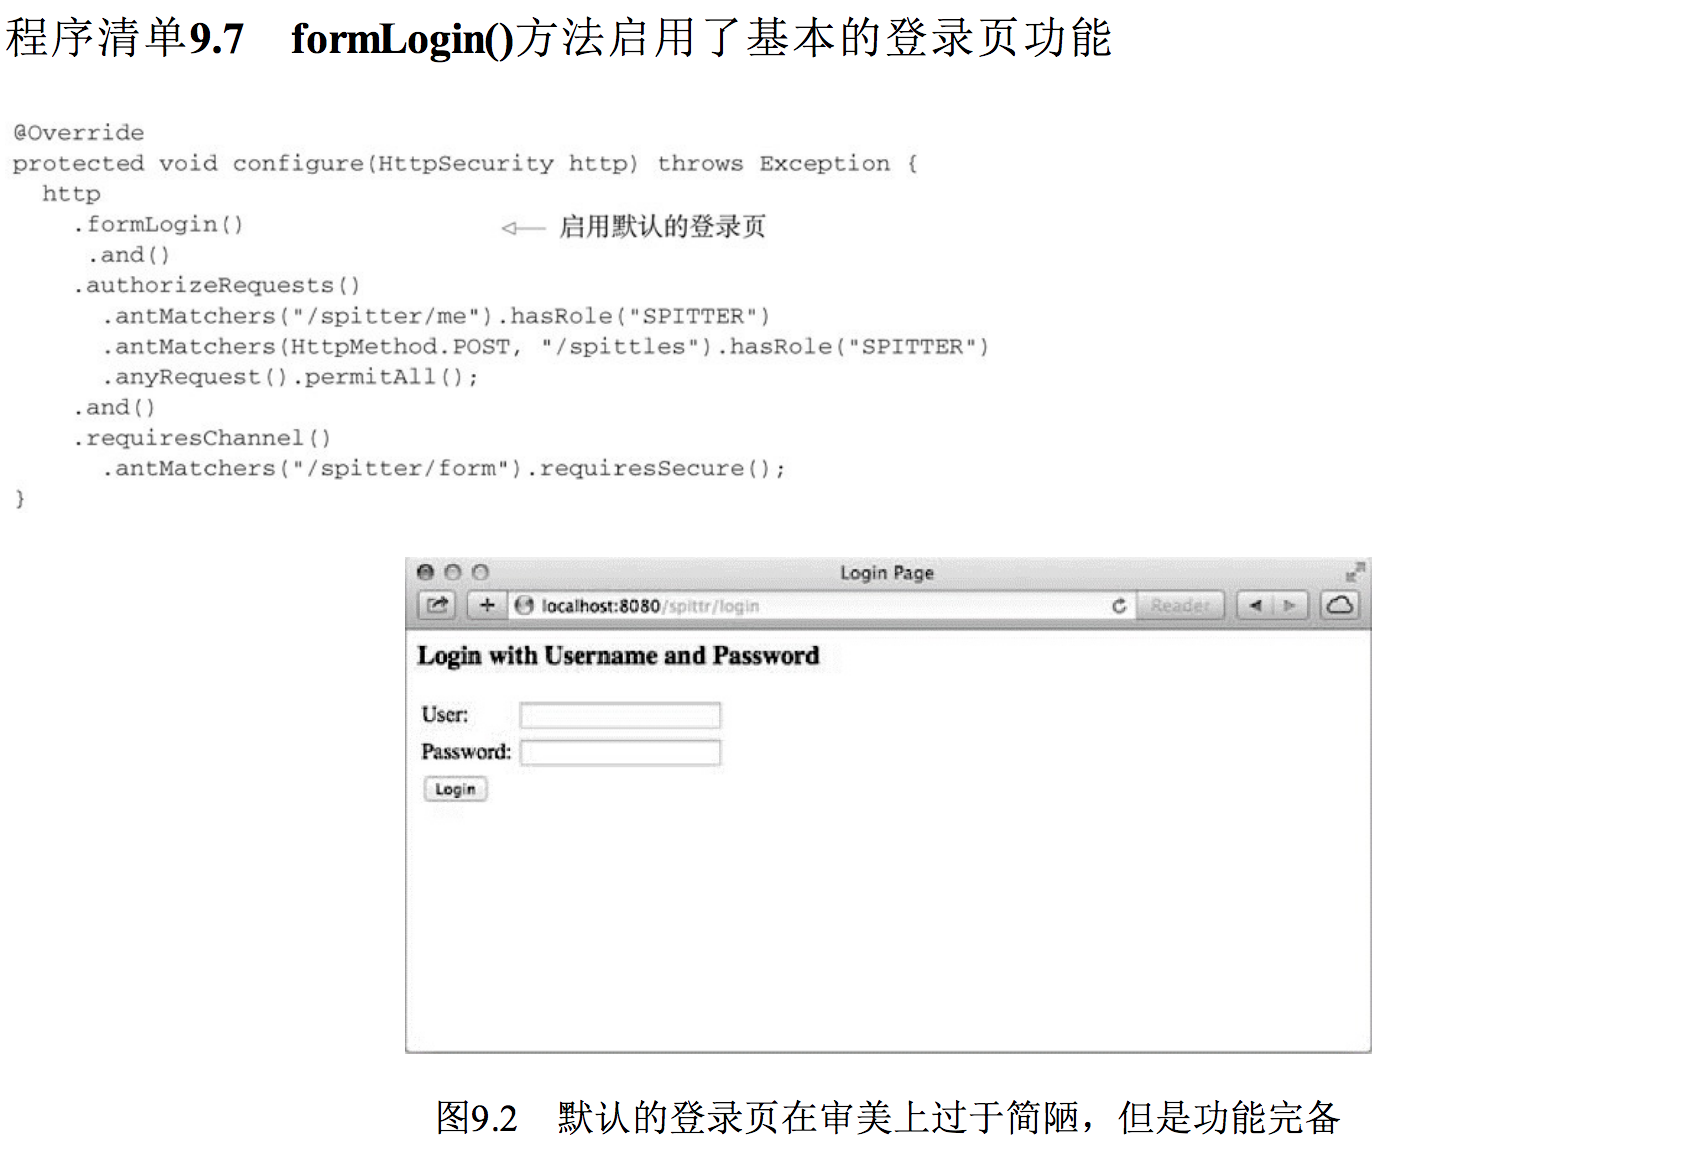 程序清单9.7 formLogin()方法启用了基本的登录页功能
@Override
protected void configure(HttpSecurity http) throws Exception {
http
.formLogin() 启用默认的登录页
.and()
.authorizeRequests()
.antMatchers("/spitter/me").hasRole("SPITTER")
.antMatchers(HttpMethod.POST, "/spittles").hasRole("SPITTER")
.anyRequest().permitAll();
.and()
.requiresChannel()
.antMatchers("/spitter/form").requiresSecure();
}
Login Page
localhost:8080/spittr/login Reader
Login with Username and Password
User:
Password:
Login
图9.2 默认的登录页在审美上过于简陋，但是功能完备